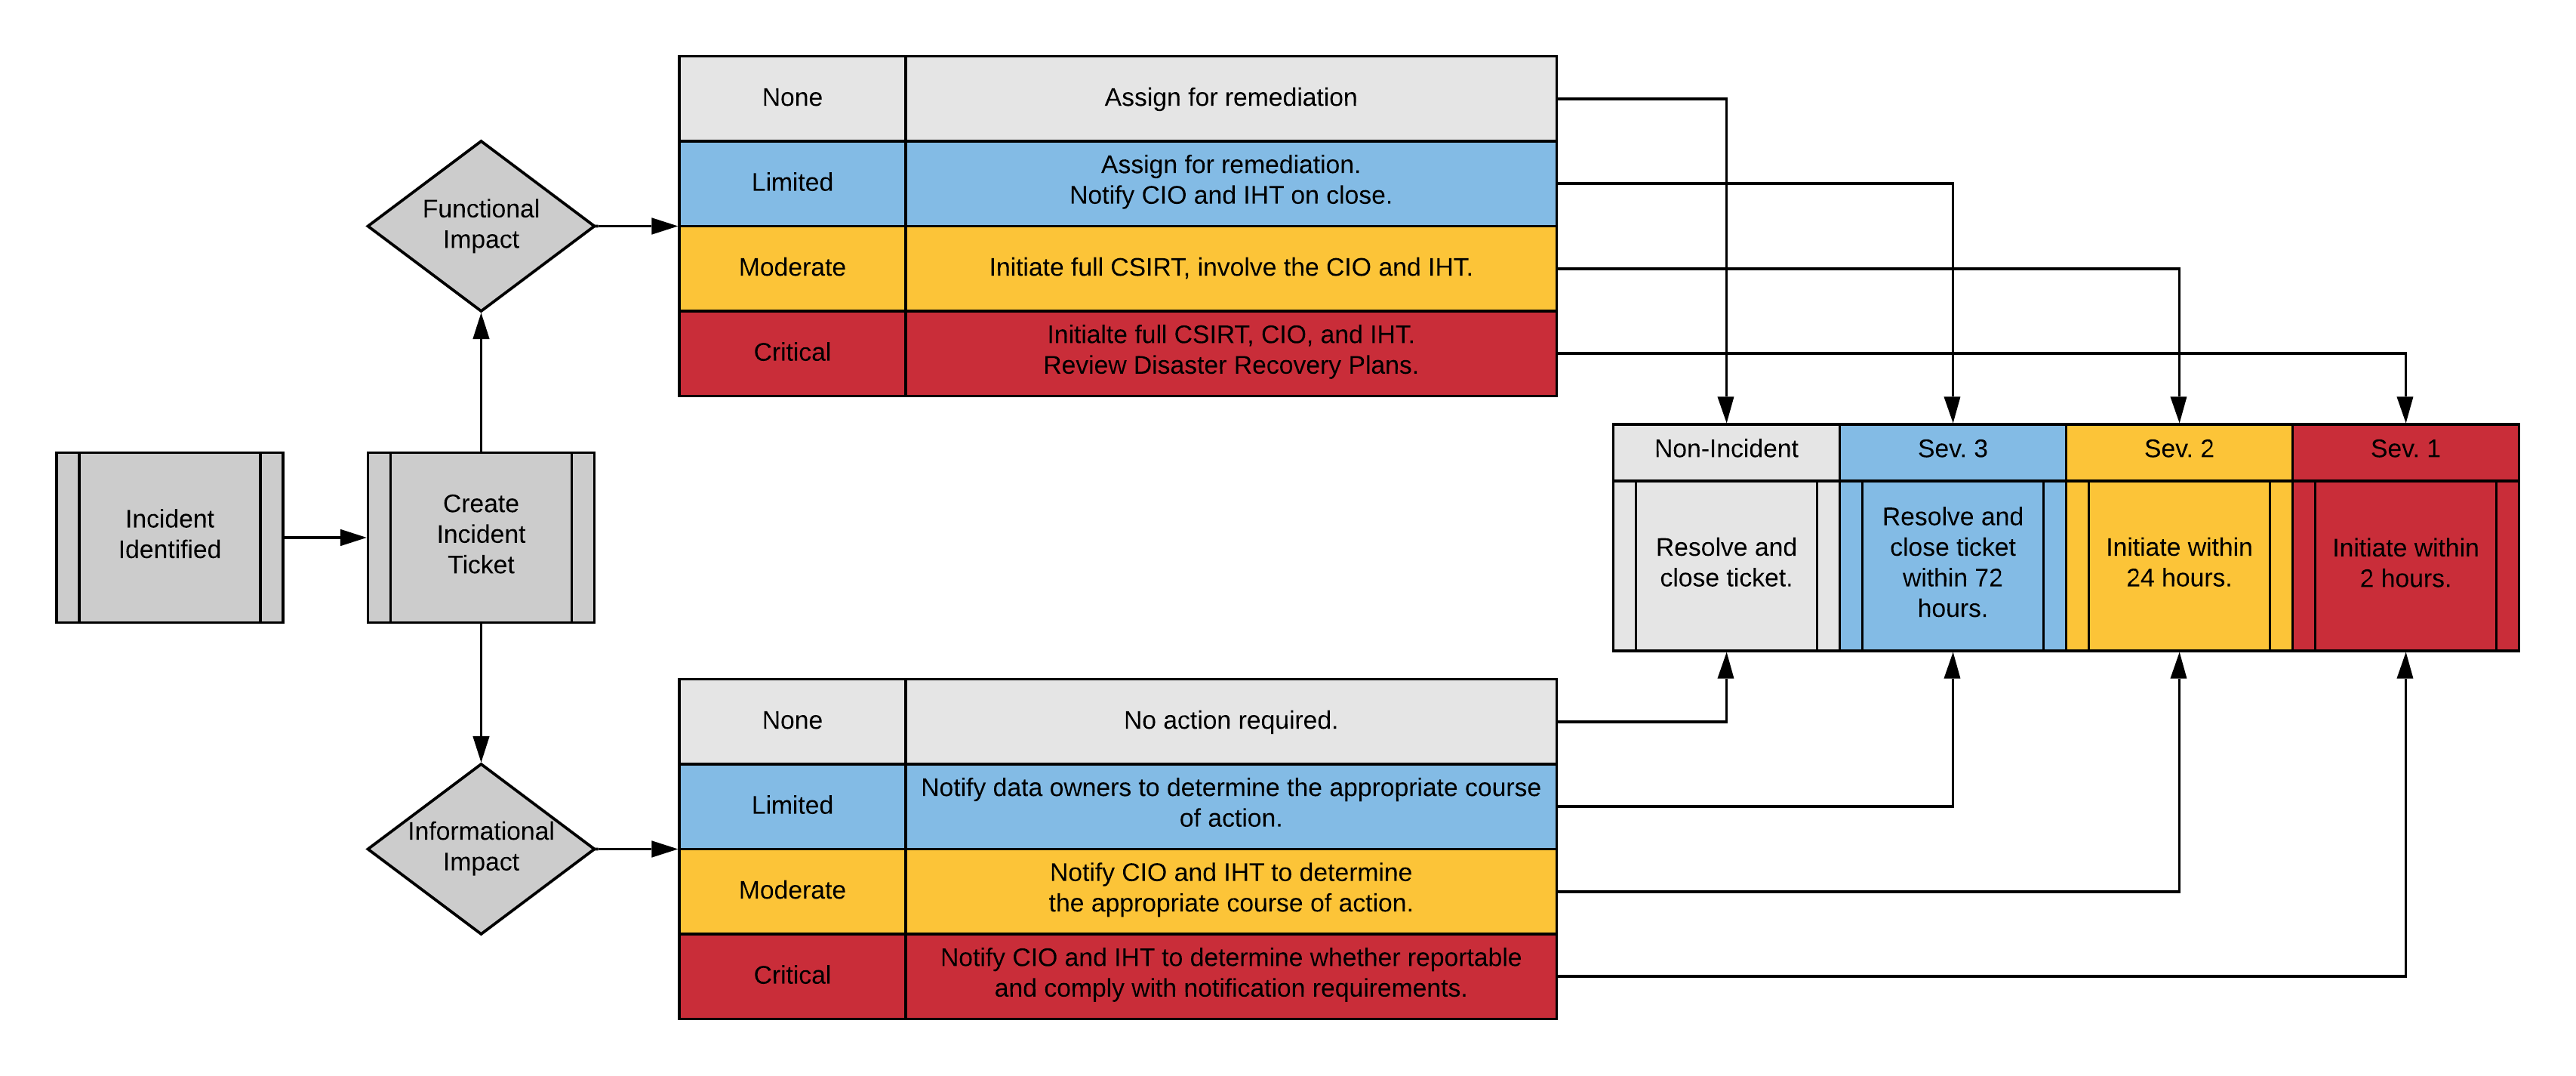 None
Assign for remediation
Limited
Assign for remediation.
Notify CIO and IHT on close.
Functional
Impact
Moderate
Initiate full CSIRT, involve the CIO and IHT.
Critical
Initialte full CSIRT, CIO, and IHT.
Review Disaster Recovery Plans.
Incident
Identified
Create
Incident
Ticket
Non-Incident
Sev. 3
Sev. 2
Sev. 1
Resolve and
close ticket.
Resolve and
close ticket
within 72
hours.
Initiate within
24 hours.
Initiate within
2 hours.
Informational
Impact
None
No action required.
Limited
Notify data owners to determine the appropriate course
of action.
Moderate
Notify CIO and IHT to determine
the appropriate course of action.
Critical
Notify CIO and IHT to determine whether reportable
and comply with notification requirements.